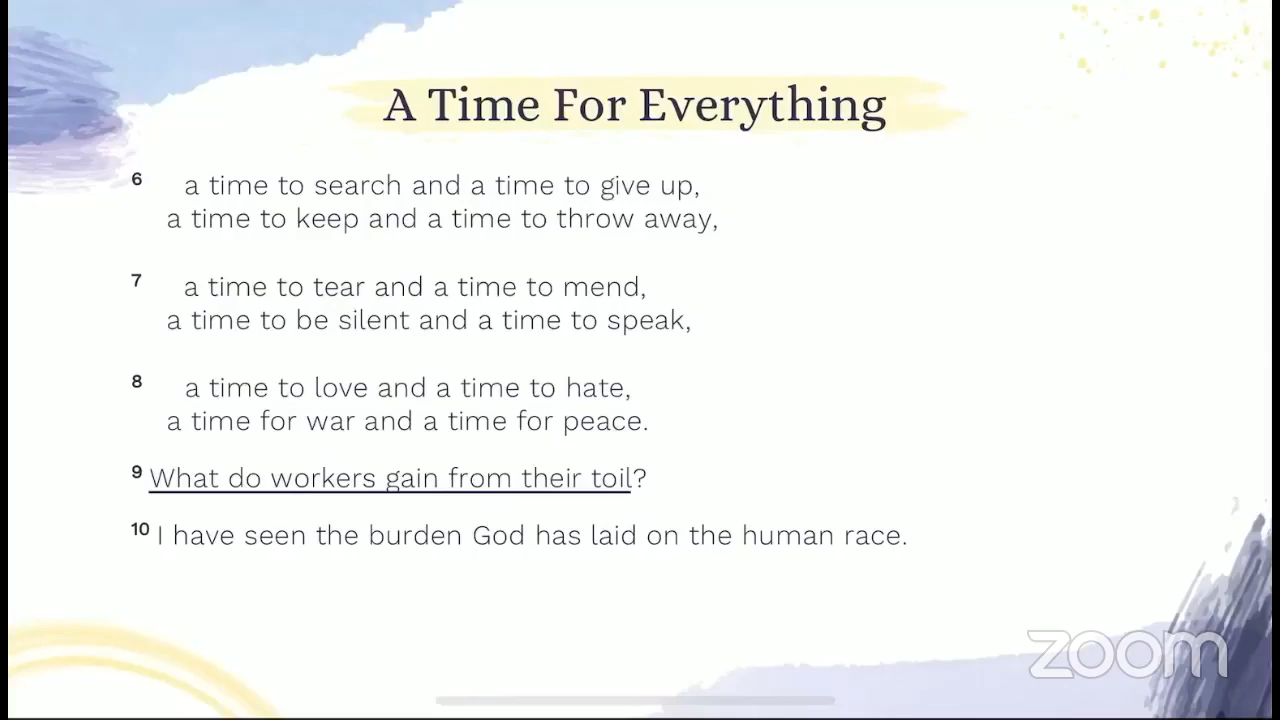 A Time For Everything
6 a time to search and a time to give up,
a time to keep and a time to throw away,
7 a time to tear and a time to mend,
a time to be silent and a time to speak,
8 a time to love and a time to hate,
a time for war and a time for peace.
9 What do workers gain from their toil?
10 I have seen the burden God has laid on the human race.
zoom